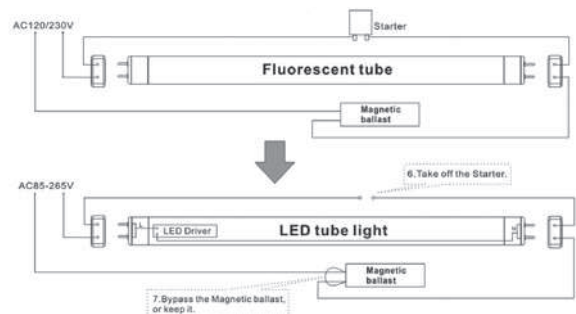 AC120/230V
Starter
Fluorescent tube
Magnetic
ballast
6.Take off the Starter.
AC85-265V
LED Driver
LED tube light
Magnetic
ballast
7.Bypass the Magnetic ballast,
or keep it.